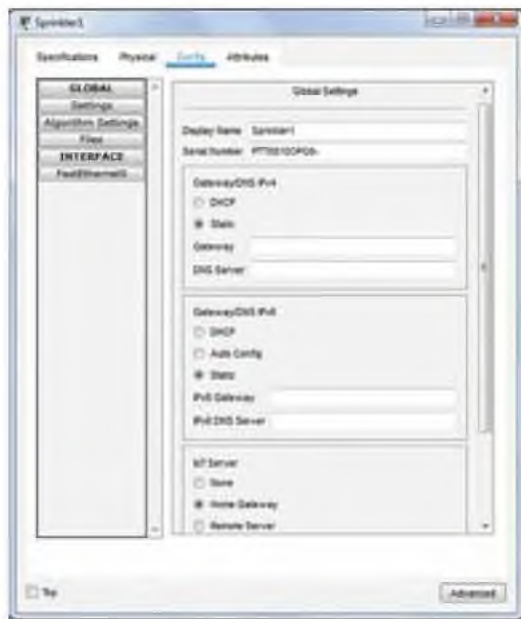 Sprinkler1
Specifications Physical Config Attributes
GLOBAL
Settings
Algorithm Settings
Files
INTERFACE
FastEthernet0
Global Settings
Display Name Sprinkler1
Serial Number
Gateway/DNS IPv4
DHCP
Static
Gateway
DNS Server
Gateway/DNS IPv6
DHCP
Auto Config
Static
IPv6 Gateway
IPv6 DNS Server
IoT Server
None
Home Gateway
Remote Server
Top
Advanced